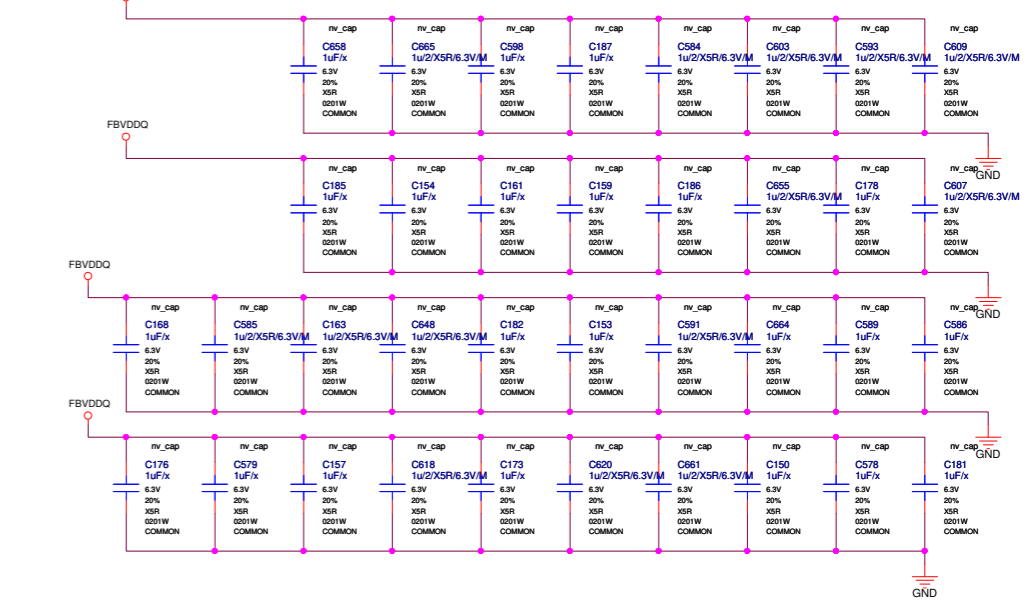 nv_cap nv_cap nv_cap nv_cap nv_cap nv_cap nv_cap nv_cap
C658 C665 C598 C187 C584 C603 C593 C609
1uF/x 1u/2/X5R/6.3V/M 1uF/x 1uF/x 1u/2/X5R/6.3V/M 1u/2/X5R/6.3V/M 1u/2/X5R/6.3V/M 1u/2/X5R/6.3V/M
6.3V 6.3V 6.3V 6.3V 6.3V 6.3V 6.3V 6.3V
20% 20% 20% 20% 20% 20% 20% 20%
X5R X5R X5R X5R X5R X5R X5R X5R
0201W 0201W 0201W 0201W 0201W 0201W 0201W 0201W
COMMON COMMON COMMON COMMON COMMON COMMON COMMON COMMON
FBVDDQ
GND
nv_cap nv_cap nv_cap nv_cap nv_cap nv_cap nv_cap nv_cap
C185 C154 C161 C159 C186 C655 C178 C607
1uF/x 1uF/x 1uF/x 1uF/x 1uF/x 1u/2/X5R/6.3V/M 1uF/x 1u/2/X5R/6.3V/M
6.3V 6.3V 6.3V 6.3V 6.3V 6.3V 6.3V 6.3V
20% 20% 20% 20% 20% 20% 20% 20%
X5R X5R X5R X5R X5R X5R X5R X5R
0201W 0201W 0201W 0201W 0201W 0201W 0201W 0201W
COMMON COMMON COMMON COMMON COMMON COMMON COMMON COMMON
FBVDDQ
GND
nv_cap nv_cap nv_cap nv_cap nv_cap nv_cap nv_cap nv_cap nv_cap nv_cap
C168 C585 C163 C648 C182 C153 C591 C664 C589 C586
1uF/x 1u/2/X5R/6.3V/M 1u/2/X5R/6.3V/M 1u/2/X5R/6.3V/M 1uF/x 1uF/x 1u/2/X5R/6.3V/M 1uF/x 1uF/x 1uF/x
6.3V 6.3V 6.3V 6.3V 6.3V 6.3V 6.3V 6.3V 6.3V 6.3V
20% 20% 20% 20% 20% 20% 20% 20% 20% 20%
X5R X5R X5R X5R X5R X5R X5R X5R X5R X5R
0201W 0201W 0201W 0201W 0201W 0201W 0201W 0201W 0201W 0201W
COMMON COMMON COMMON COMMON COMMON COMMON COMMON COMMON COMMON COMMON
FBVDDQ
GND
nv_cap nv_cap nv_cap nv_cap nv_cap nv_cap nv_cap nv_cap nv_cap nv_cap
C176 C579 C157 C618 C173 C620 C661 C150 C578 C181
1uF/x 1uF/x 1uF/x 1u/2/X5R/6.3V/M 1uF/x 1u/2/X5R/6.3V/M 1u/2/X5R/6.3V/M 1uF/x 1uF/x 1uF/x
6.3V 6.3V 6.3V 6.3V 6.3V 6.3V 6.3V 6.3V 6.3V 6.3V
20% 20% 20% 20% 20% 20% 20% 20% 20% 20%
X5R X5R X5R X5R X5R X5R X5R X5R X5R X5R
0201W 0201W 0201W 0201W 0201W 0201W 0201W 0201W 0201W 0201W
COMMON COMMON COMMON COMMON COMMON COMMON COMMON COMMON COMMON COMMON
GND